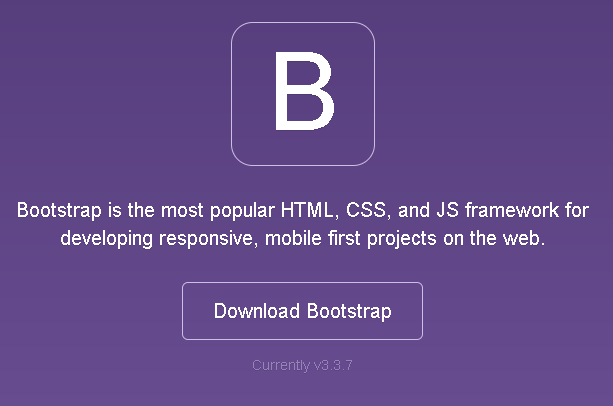 B
Bootstrap is the most popular HTML, CSS, and JS framework for
developing responsive, mobile first projects on the web.
Download Bootstrap
Currently v3.3.7